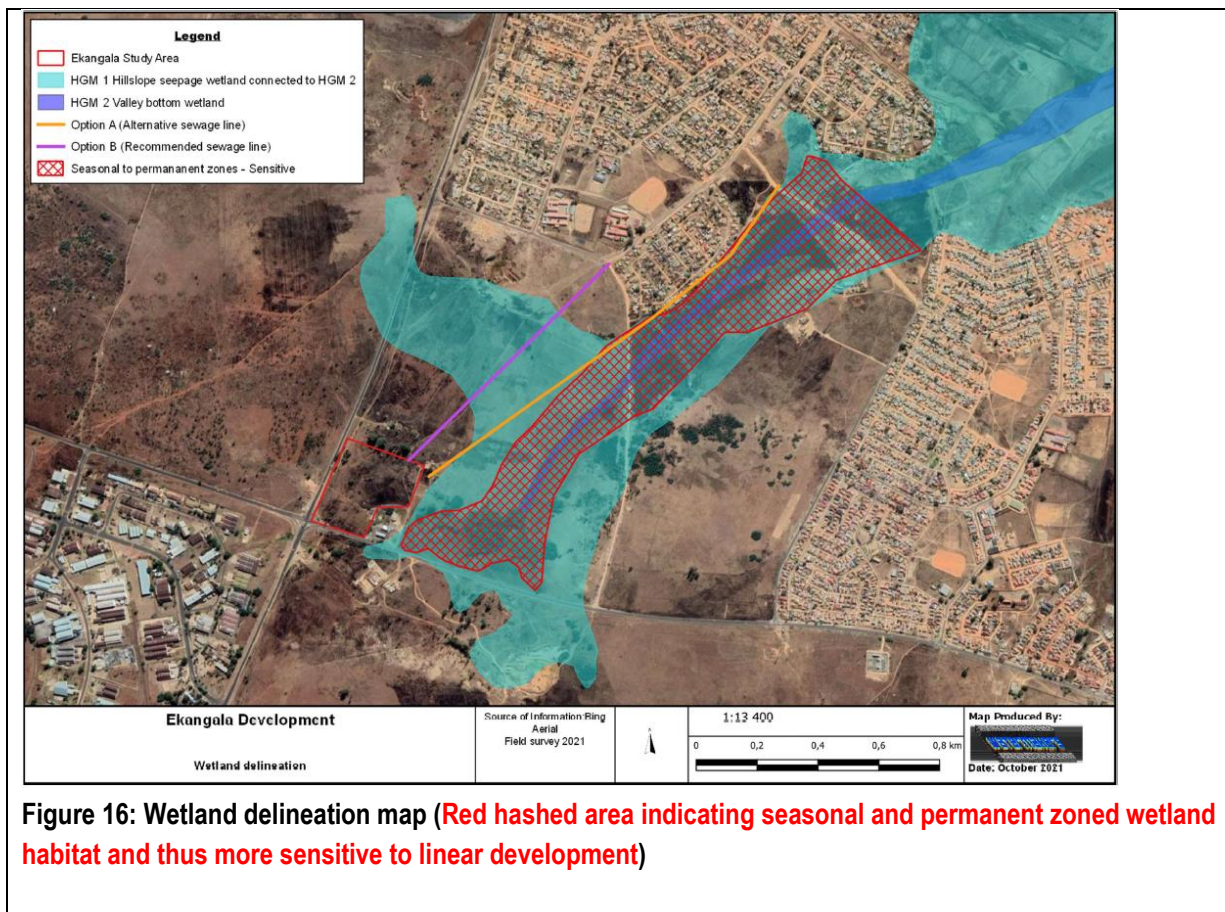 Legend
Ekangala Study Area
HGM 1 Hillslope seepage wetland connected to HGM 2
HGM 2 Valley bottom wetland
Option A (Alternative sewage line)
Option B (Recommended sewage line)
Seasonal to permananent zones - Sensitive
Ekangala Development
Wetland delineation
Source of Information:Bing
Aerial
Field survey 2021
1:13 400
0 0,2 0,4 0,6 0,8 km
Map Produced By:
Date: October 2021
Figure 16: Wetland delineation map (Red hashed area indicating seasonal and permanent zoned wetland
habitat and thus more sensitive to linear development)